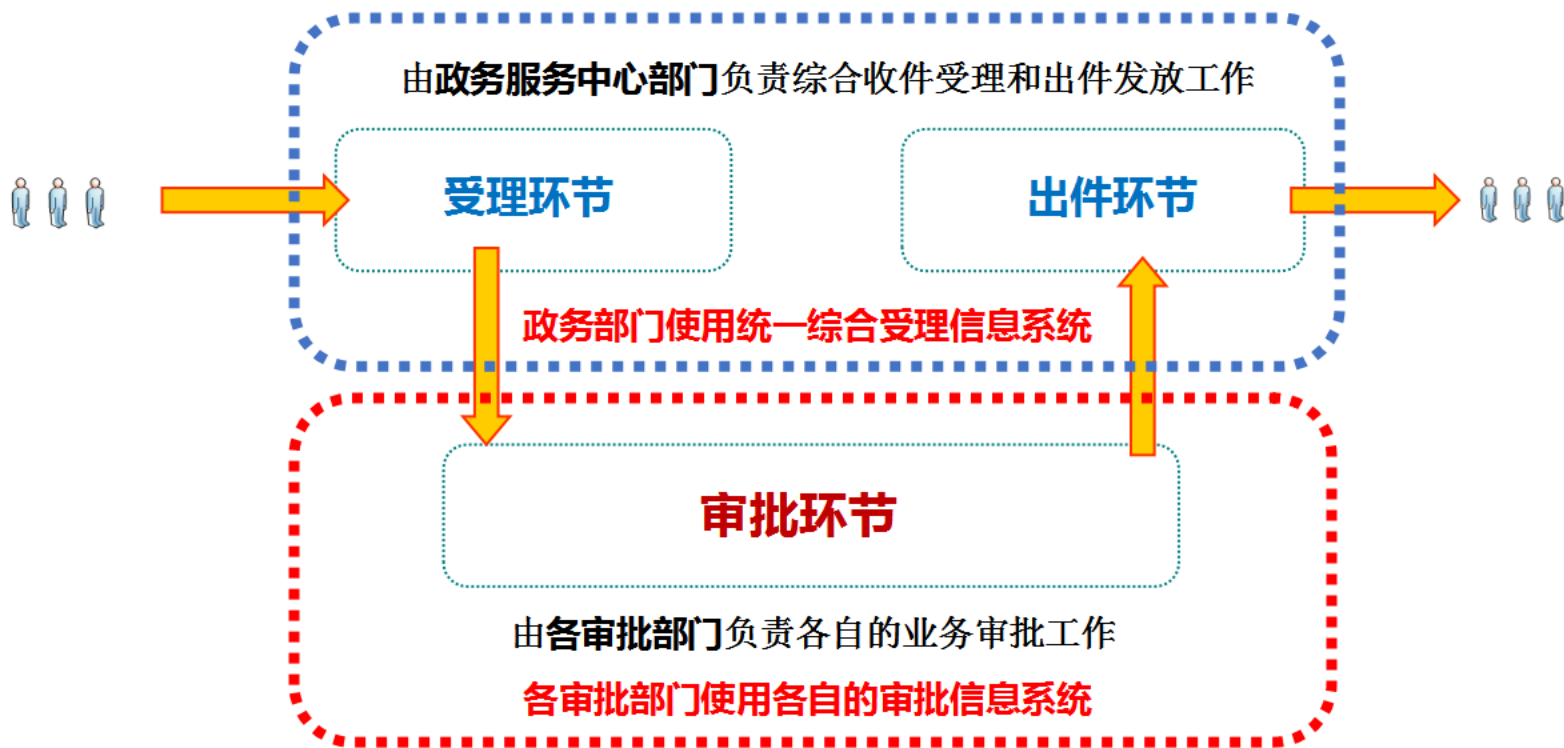 由政务服务中心部门负责综合收件受理和出件发放工作
受理环节
出件环节
政务部门使用统一综合受理信息系统
审批环节
由各审批部门负责各自的业务审批工作
各审批部门使用各自的审批信息系统